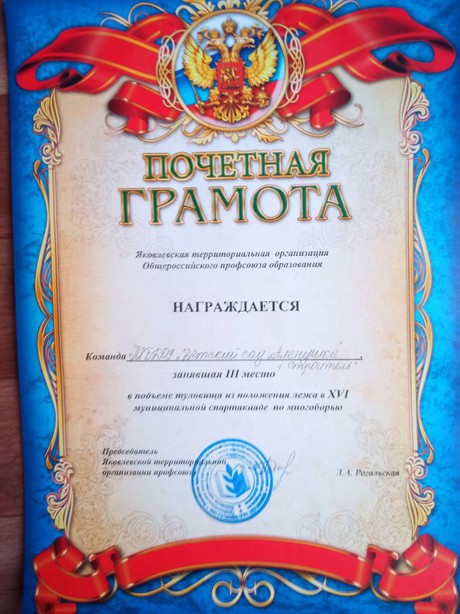 ПОЧЕТНАЯ
ГРАМОТА
Яковлевская территориальная организация
Общероссийского профсоюза образования
НАГРАЖДАЕТСЯ
Команда "МБДОУ "Детский сад "Аленушка"
г. Строитель"
занявшая III место
в подъеме туловища из положения лежа в XVI
муниципальной спартакиаде по многоборью
Председатель
Яковлевской территориальной
организации профсоюза
Л.А. Рогальская